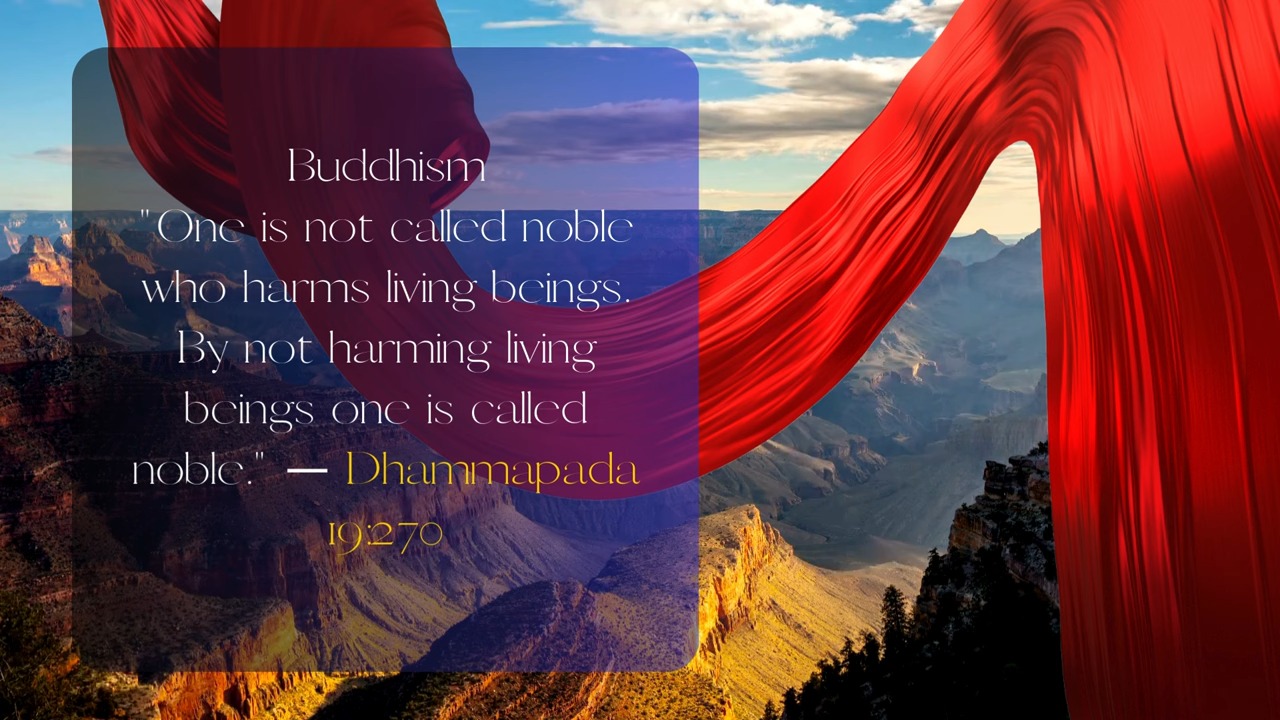 Buddhism
"One is not called noble
who harms living beings.
By not harming living
beings one is called
noble." — Dhammapada
19:270